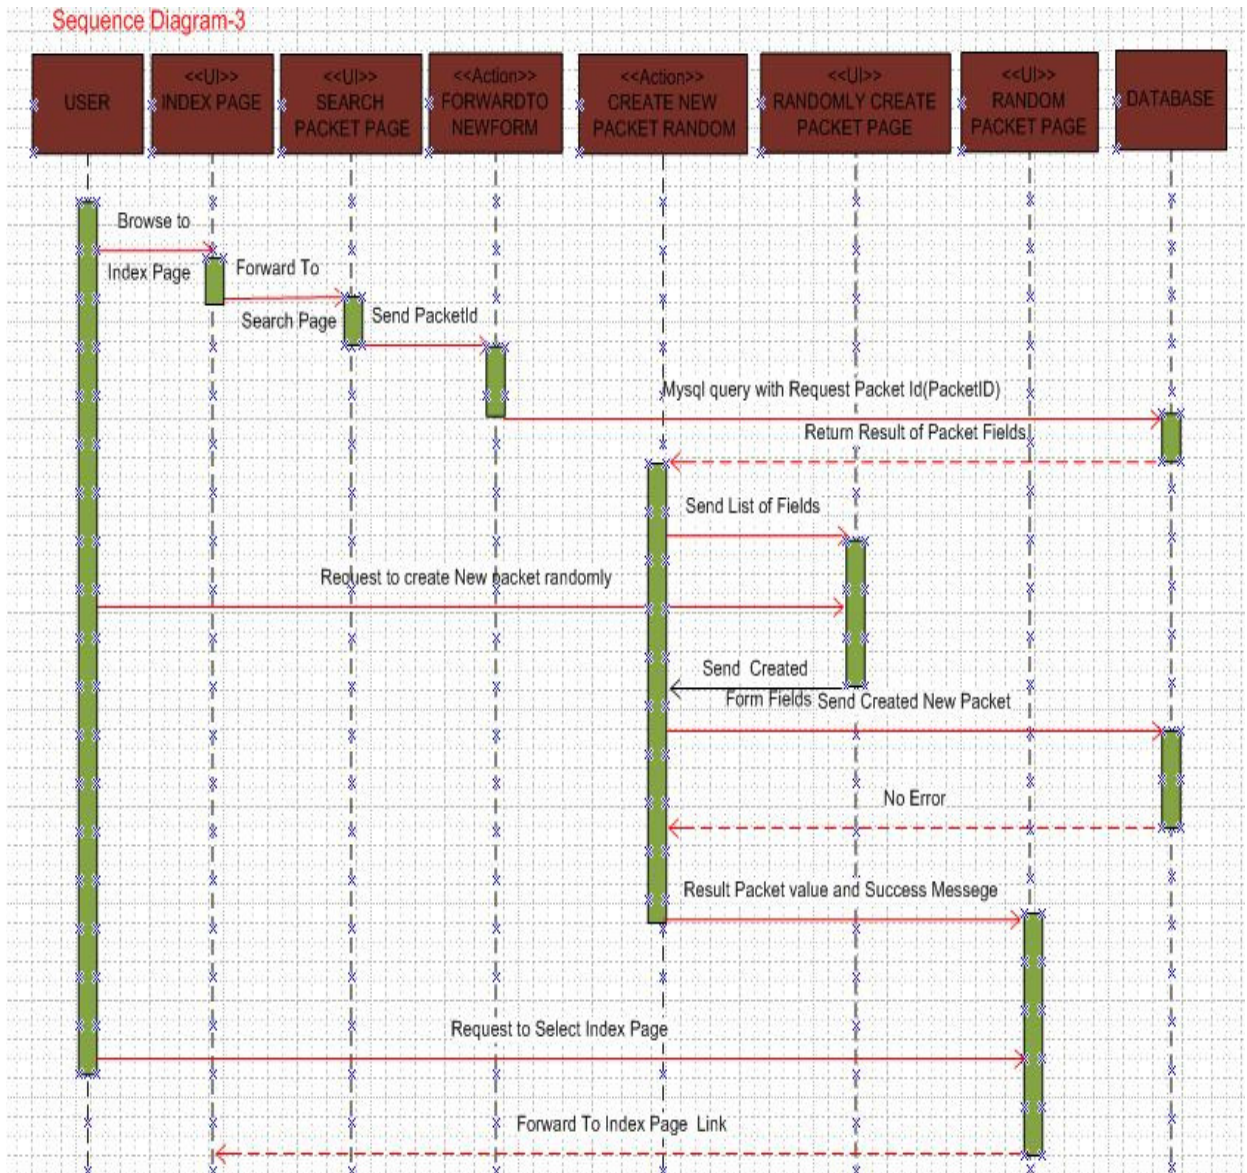 Sequence Diagram-3
USER
<<UI>>
INDEX PAGE
<<UI>>
SEARCH
PACKET PAGE
<<Action>>
FORWARDTO
NEWFORM
<<Action>>
CREATE NEW
PACKET RANDOM
<<UI>>
RANDOMLY CREATE
PACKET PAGE
<<UI>>
RANDOM
PACKET PAGE
DATABASE
Browse to
Index Page
Forward To
Search Page
Send PacketId
Mysql query with Request Packet Id(PacketID)
Return Result of Packet Fields
Send List of Fields
Request to create New packet randomly
Send Created
Form Fields
Send Created New Packet
No Error
Result Packet value and Success Messege
Request to Select Index Page
Forward To Index Page Link